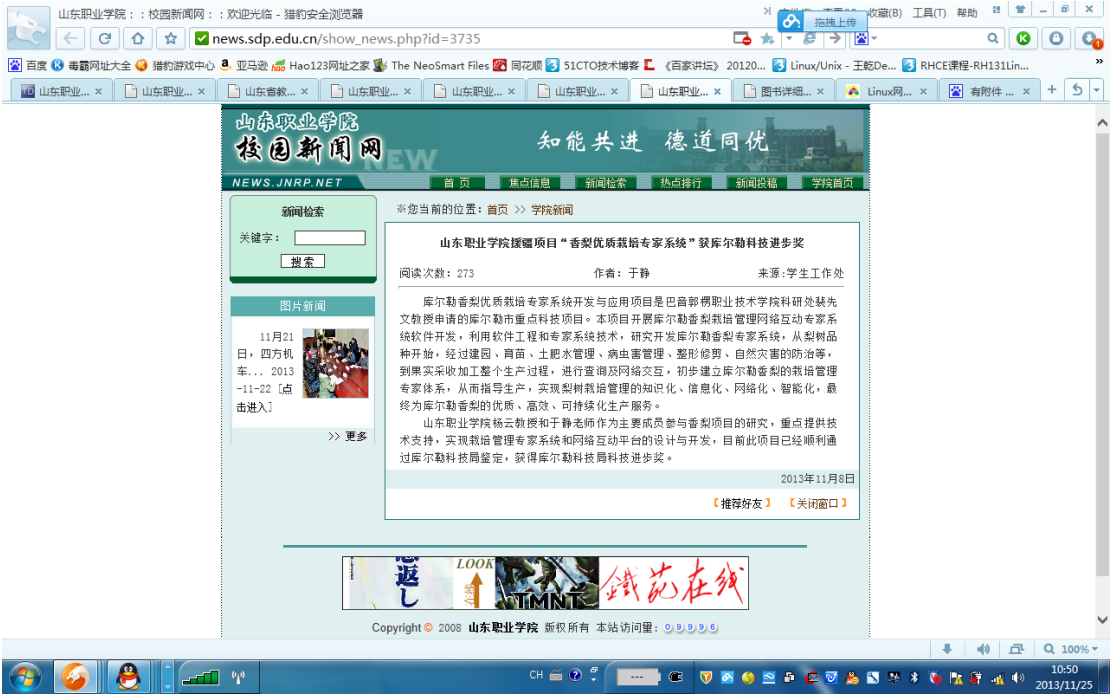 山东职业学院：：校园新闻网：：欢迎光临 - 猎豹安全浏览器
收藏(B) 工具(T) 帮助
拖拽上传
news.sdp.edu.cn/show_news.php?id=3735
百度 毒霸网址大全 猎豹游戏中心 亚马逊 Hao123网址之家 The NeoSmart Files 同花顺 51CTO技术博客 《百家讲坛》 20120... Linux/Unix - 王乾De... RHCE课程-RH131Lin...
山东职业... × 山东职业... × 山东省教... × 山东职业... × 山东职业... × 山东职业... × 山东职业... × 图书详细... × Linux网... × 有附件 ... ×
山东职业学院
校园新闻网
NEW
知能共进 德道同优
NEWS.JNRP.NET
首 页 焦点信息 新闻检索 热点排行 新闻投稿 学院首页
新闻检索
关键字：
搜 索
图片新闻
11月21
日，四方机
车... 2013
-11-22 [点
击进入]
>> 更多
※您当前的位置：首页 >> 学院新闻
山东职业学院援疆项目“香梨优质栽培专家系统”获库尔勒科技进步奖
阅读次数：273 作者：于静 来源:学生工作处
库尔勒香梨优质栽培专家系统开发与应用项目是巴音郭楞职业技术学院科研处裴先
文教授申请的库尔勒市重点科技项目。本项目开展库尔勒香梨栽培管理网络互动专家系
统软件开发，利用软件工程和专家系统技术，研究开发库尔勒香梨专家系统，从梨树品
种开始，经过建园、育苗、土肥水管理、病虫害管理、整形修剪、自然灾害的防治等，
到果实采收加工整个生产过程，进行查询及网络交互，初步建立库尔勒香梨的栽培管理
专家体系，从而指导生产，实现梨树栽培管理的知识化、信息化、网络化、智能化，最
终为库尔勒香梨的优质、高效、可持续化生产服务。
山东职业学院杨云教授和于静老师作为主要成员参与香梨项目的研究，重点提供技
术支持，实现栽培管理专家系统和网络互动平台的设计与开发，目前此项目已经顺利通
过库尔勒科技局鉴定，获得库尔勒科技局科技进步奖。
2013年11月8日
【推荐好友】 【关闭窗口】
返し
LOOK
TMNT
铁苑在线
Copyright © 2008 山东职业学院 版权所有 本站访问量：09996
100%
CH
10:50
2013/11/25